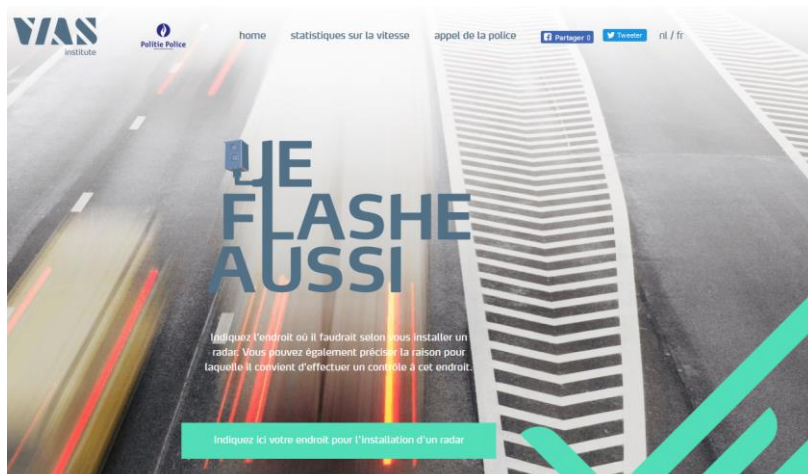 VIAS
institute
Politie Police
home
statistiques sur la vitesse
appel de la police
Partager 0
Tweeter
nl / fr
JE
FLASHE
AUSSI
Indiquez l'endroit où il faudrait selon vous installer un
radar. Vous pouvez également préciser la raison pour
laquelle il convient d'effectuer un contrôle à cet endroit.
Indiquez ici votre endroit pour l'installation d'un radar